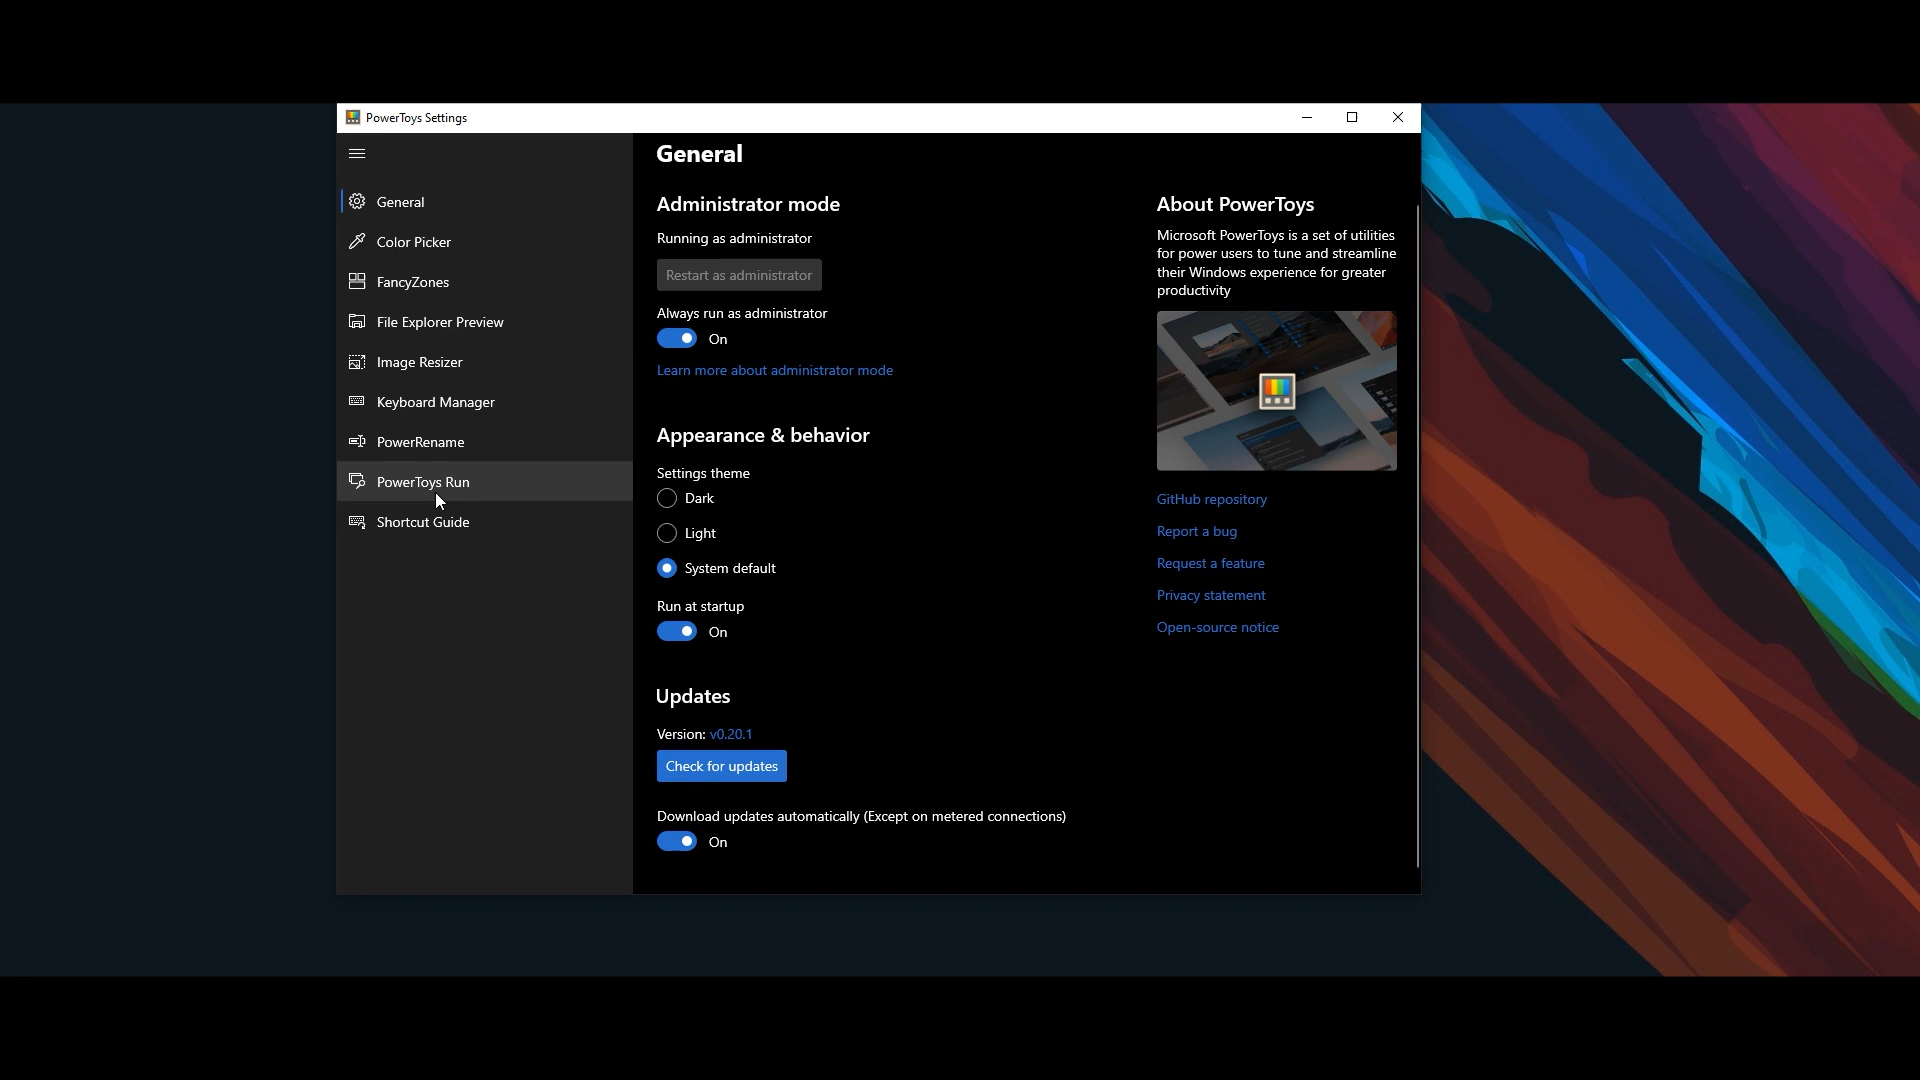 PowerToys Settings
General
Color Picker
FancyZones
File Explorer Preview
Image Resizer
Keyboard Manager
PowerRename
PowerToys Run
Shortcut Guide
General
Administrator mode
Running as administrator
Restart as administrator
Always run as administrator
On
Learn more about administrator mode
Appearance & behavior
Settings theme
Dark
Light
System default
Run at startup
On
Updates
Version: v0.20.1
Check for updates
Download updates automatically (Except on metered connections)
On
About PowerToys
Microsoft PowerToys is a set of utilities
for power users to tune and streamline
their Windows experience for greater
productivity
GitHub repository
Report a bug
Request a feature
Privacy statement
Open-source notice